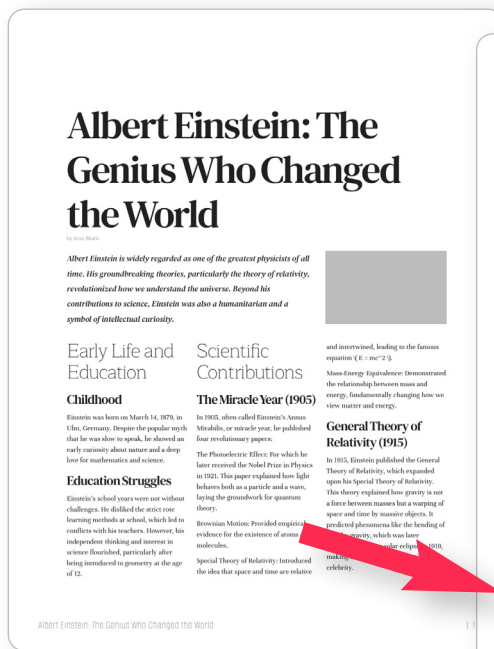 Albert Einstein: The
Genius Who Changed
the World
by
Albert Einstein is widely regarded as one of the greatest physicists of all
time. His groundbreaking theories, particularly the theory of relativity,
revolutionized how we understand the universe. Beyond his
contributions to science, Einstein was also a humanitarian and a
symbol of intellectual curiosity.
Early Life and
Education
Childhood
Einstein was born on March 14, 1879, in
Ulm, Germany. Despite the popular myth
that he was slow to speak, he showed an
early curiosity about nature and a deep
love for mathematics and science.
Education Struggles
Einstein's school years were not without
challenges. He disliked the strict rote
learning methods at school, which led to
conflicts with his teachers. However, his
independent thinking and interest in
science flourished, particularly after
being introduced to geometry at the age
of 12.
Scientific
Contributions
The Miracle Year (1905)
In 1905, often called Einstein's Annus
Mirabilis, or miracle year, he published
four revolutionary papers:
The Photoelectric Effect: For which he
later received the Nobel Prize in Physics
in 1921. This paper explained how light
behaves both as a particle and a wave,
laying the groundwork for quantum
theory.
Brownian Motion: Provided empirical
evidence for the existence of atoms
molecules.
Special Theory of Relativity: Introduced
the idea that space and time are relative
and intertwined, leading to the famous
equation \( E = mc^2 \).
Mass-Energy Equivalence: Demonstrated
the relationship between mass and
energy, fundamentally changing how we
view matter and energy.
General Theory of
Relativity (1915)
In 1915, Einstein published the General
Theory of Relativity, which expanded
upon his Special Theory of Relativity.
This theory explained how gravity is not
a force between masses but a warping of
space and time by massive objects. It
predicted phenomena like the bending of
gravity, which was later
solar eclipse 1919,
making
celebrity.
Albert Einstein: The Genius Who Changed the World | 1